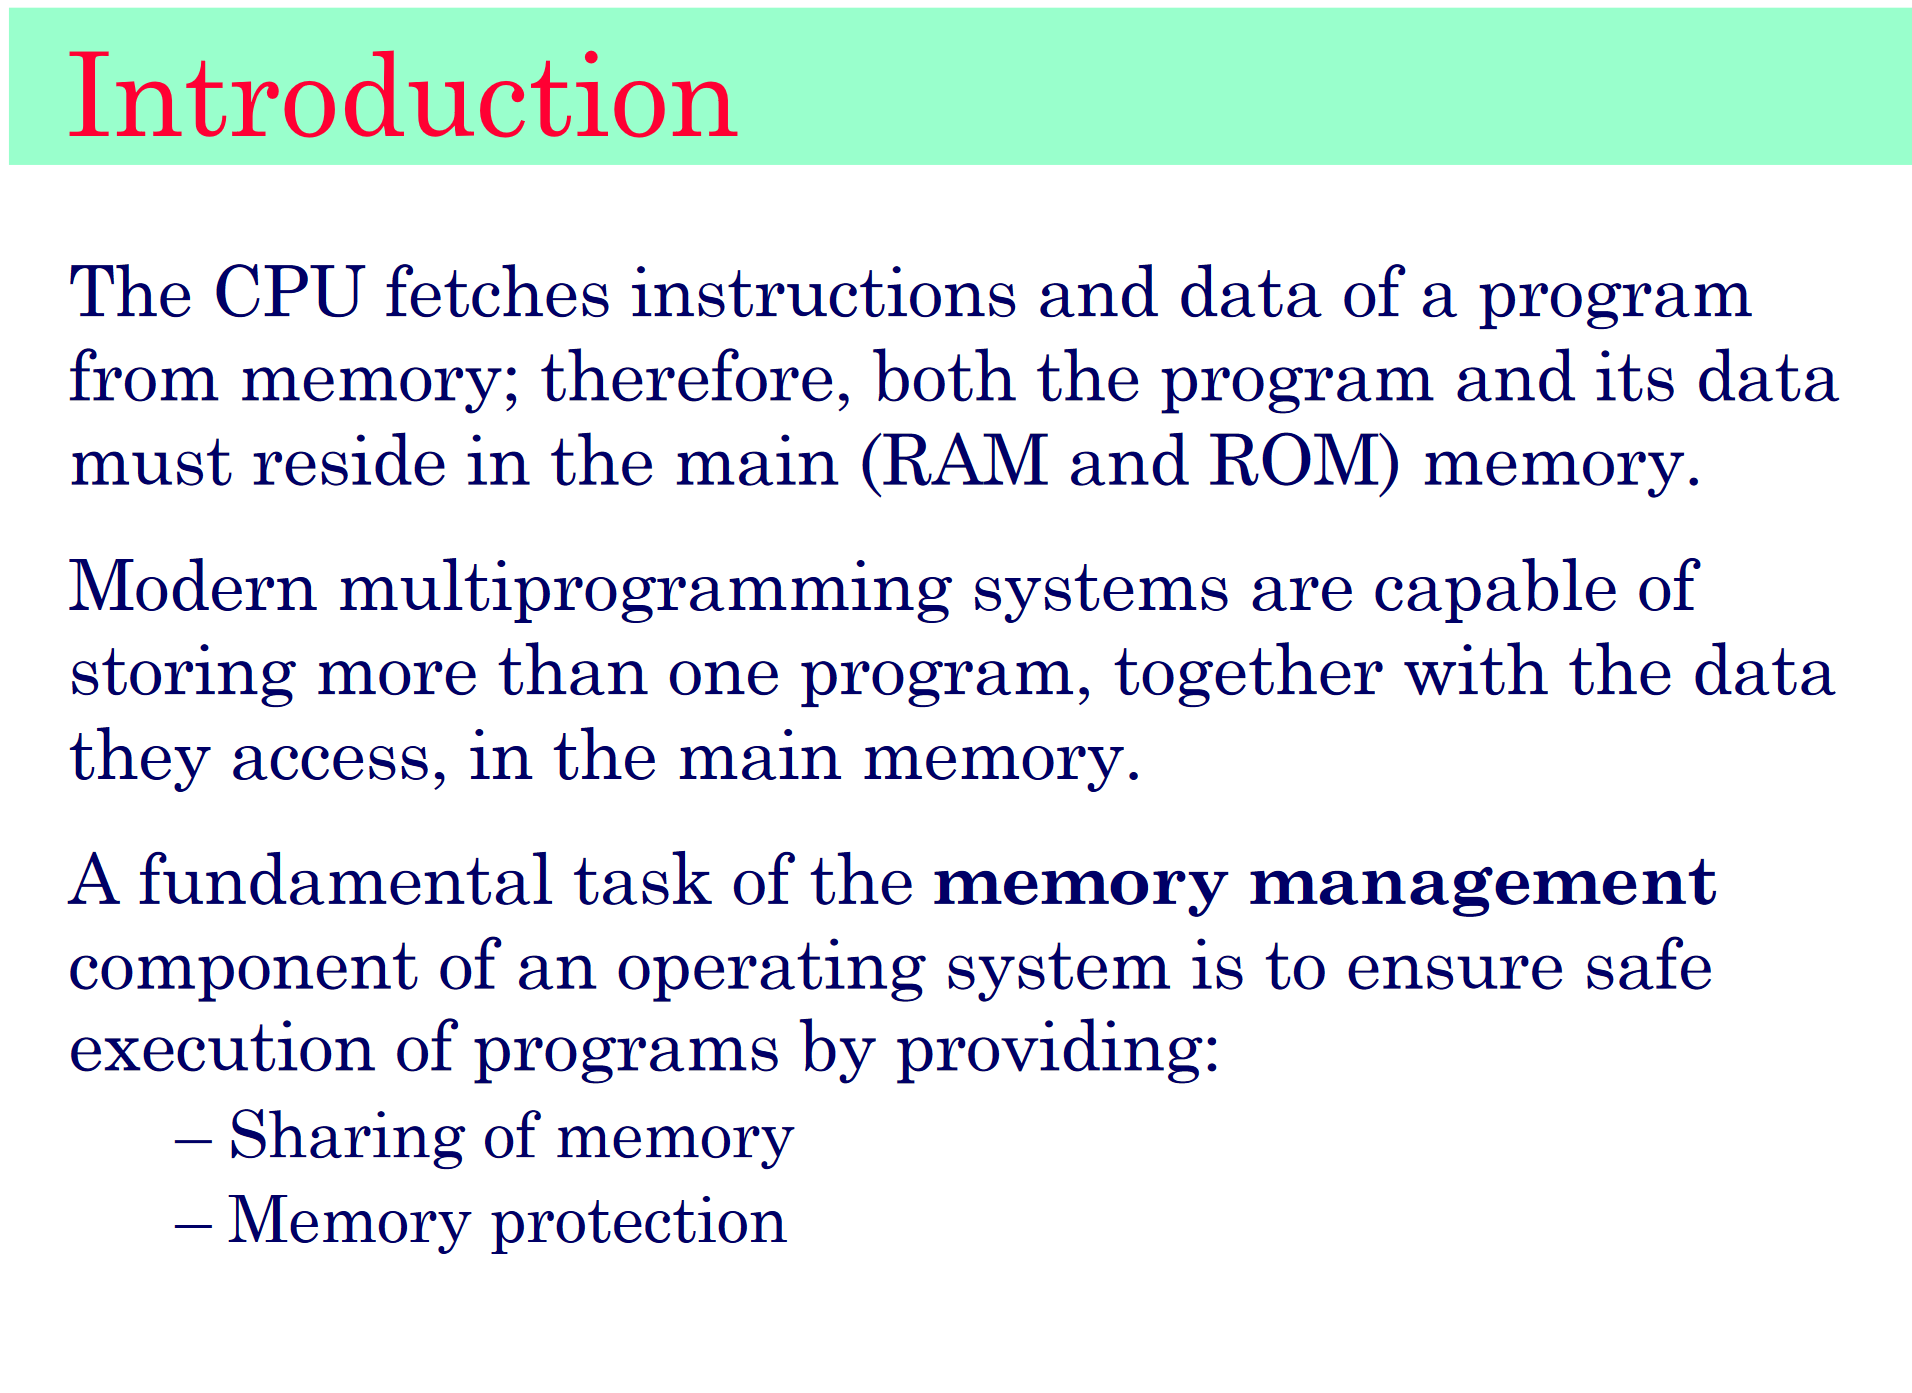 Introduction
The CPU fetches instructions and data of a program
from memory; therefore, both the program and its data
must reside in the main (RAM and ROM) memory.
Modern multiprogramming systems are capable of
storing more than one program, together with the data
they access, in the main memory.
A fundamental task of the memory management
component of an operating system is to ensure safe
execution of programs by providing:
– Sharing of memory
– Memory protection